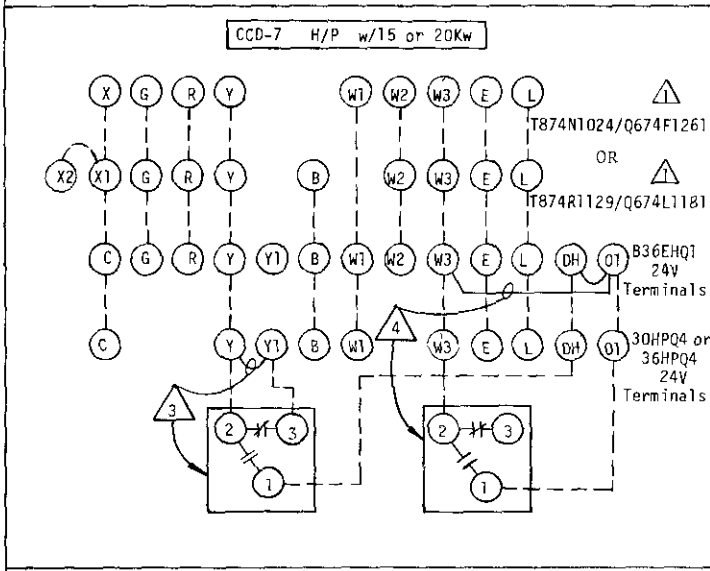 CCD-7 H/P w/15 or 20Kw
X G R Y W1 W2 W3 E L
1
T874N1024/Q674F1261
OR
X2 X1 G R Y B W2 W3 E L
1
T874R1129/Q674L1181
C G R Y Y1 B W1 W2 W3 E L DH O1
B36EHQ1
24V
Terminals
4
C Y Y1 B W1 W3 E L DH O1
30HPQ4 or
36HPQ4
24V
Terminals
3
2 3
1
2 3
1